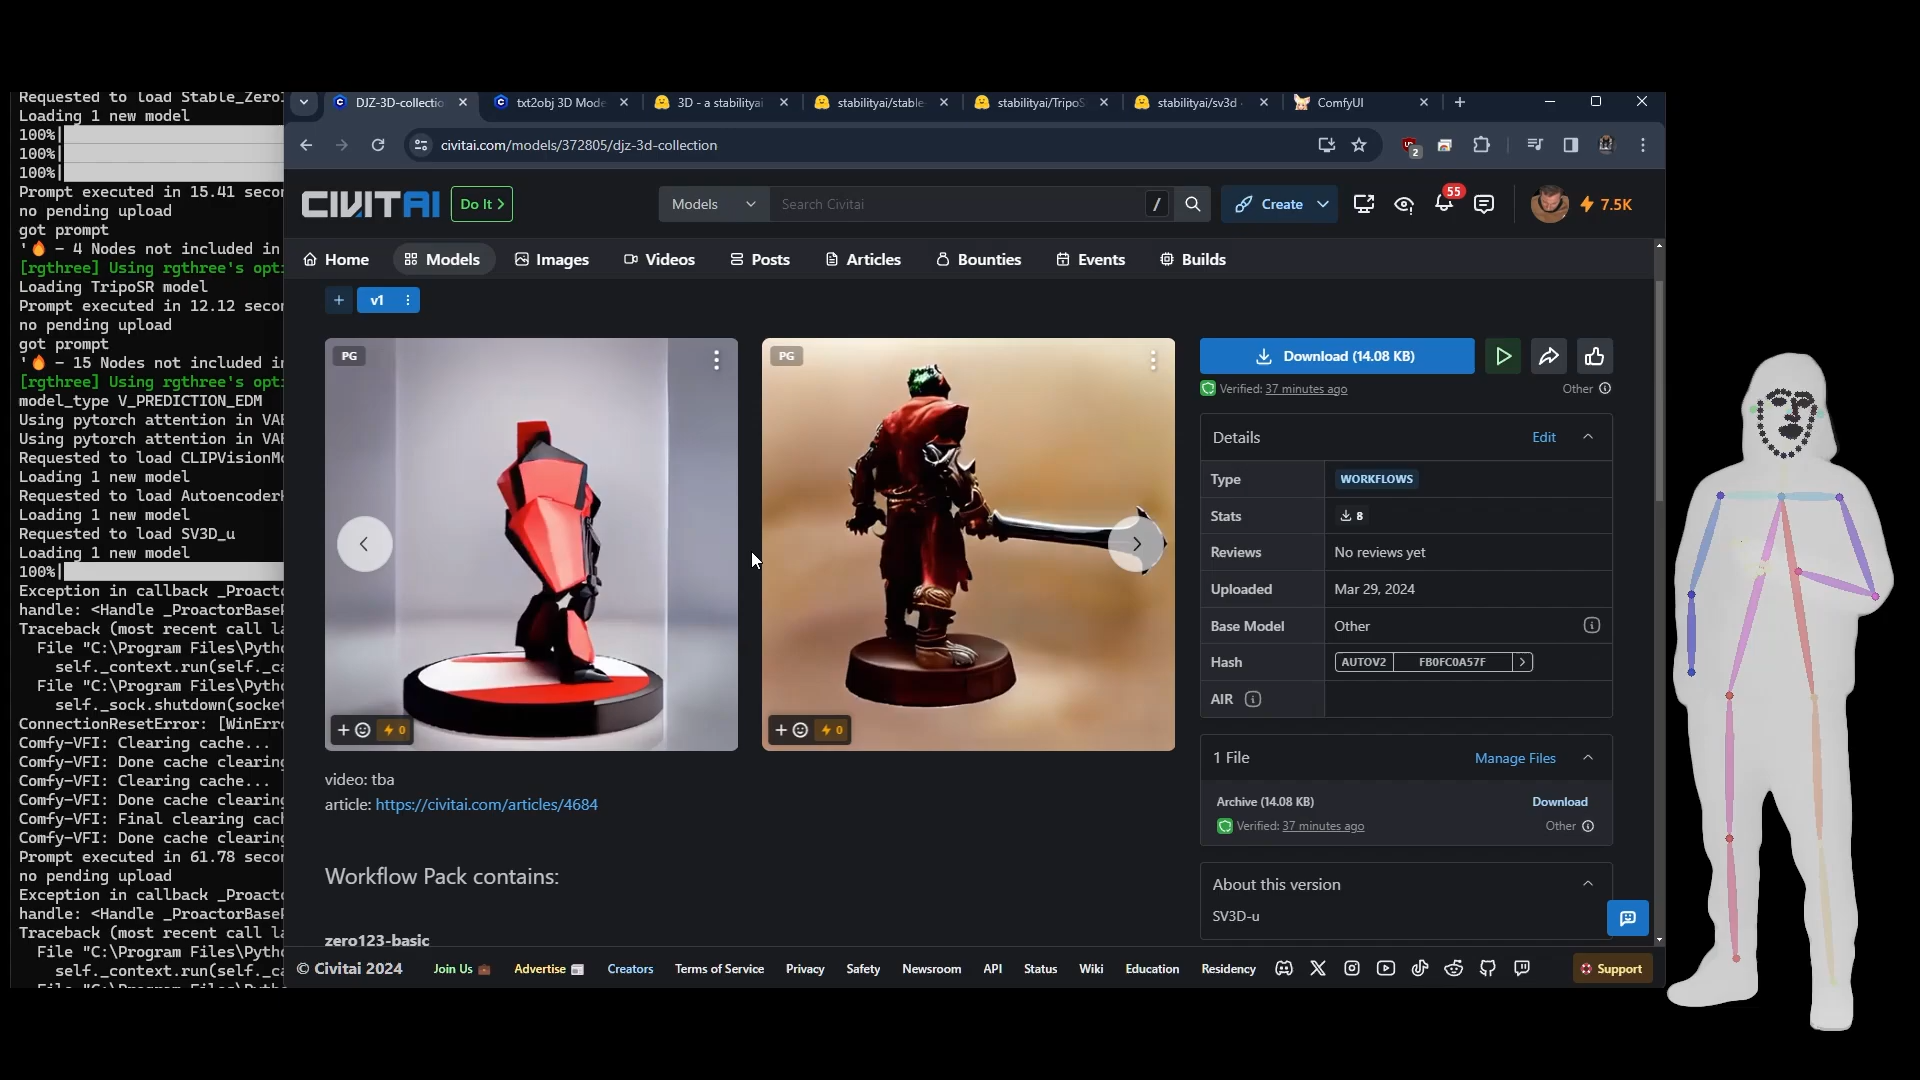 Requested to load Stable_Zero1
Loading 1 new model
100%|
100%|
100%|
Prompt executed in 15.41 secon
no pending upload
got prompt
'🔥 - 4 Nodes not included in
[rgthree] Using rgthree's opti
Loading TripoSR model
Prompt executed in 12.12 secon
no pending upload
got prompt
'🔥 - 15 Nodes not included in
[rgthree] Using rgthree's opti
model_type V_PREDICTION_EDM
Using pytorch attention in VAE
Using pytorch attention in VAE
Requested to load CLIPVisionMo
Loading 1 new model
Requested to load Autoencoderk
Loading 1 new model
Requested to load SV3D_u
Loading 1 new model
100%|
Exception in callback _Proacto
handle: <Handle _ProactorBaseP
Traceback (most recent call la
File "C:\Program Files\Pytho
self._context.run(self._ca
File "C:\Program Files\Pytho
self._sock.shutdown(socket
ConnectionResetError: [WinErro
Comfy-VFI: Clearing cache...
Comfy-VFI: Done cache clearing
Comfy-VFI: Clearing cache...
Comfy-VFI: Done cache clearing
Comfy-VFI: Final clearing cach
Comfy-VFI: Done cache clearing
Prompt executed in 61.78 secon
no pending upload
Exception in callback _Proacto
handle: <Handle _ProactorBaseP
Traceback (most recent call la
File "C:\Program Files\Pytho
self._context.run(self._ca
DJZ-3D-collectio
txt2obj 3D Mode
3D - a stabilityai
stabilityai/stable-
stabilityai/TripoS
stabilityai/sv3d
ComfyUI
civitai.com/models/372805/djz-3d-collection
2
CIVITAI
Do It
Models
Search Civitai
/
Create
55
7.5K
Home
Models
Images
Videos
Posts
Articles
Bounties
Events
Builds
v1
PG
PG
0
0
video: tba
article: https://civitai.com/articles/4684
Workflow Pack contains:
zero123-basic
Download (14.08 KB)
Verified: 37 minutes ago
Other
Details
Edit
Type
WORKFLOWS
Stats
8
Reviews
No reviews yet
Uploaded
Mar 29, 2024
Base Model
Other
Hash
AUTOV2
FB0FC0A57F
AIR
1 File
Manage Files
Archive (14.08 KB)
Download
Verified: 37 minutes ago
Other
About this version
SV3D-u
© Civitai 2024
Join Us
Advertise
Creators
Terms of Service
Privacy
Safety
Newsroom
API
Status
Wiki
Education
Residency
Support